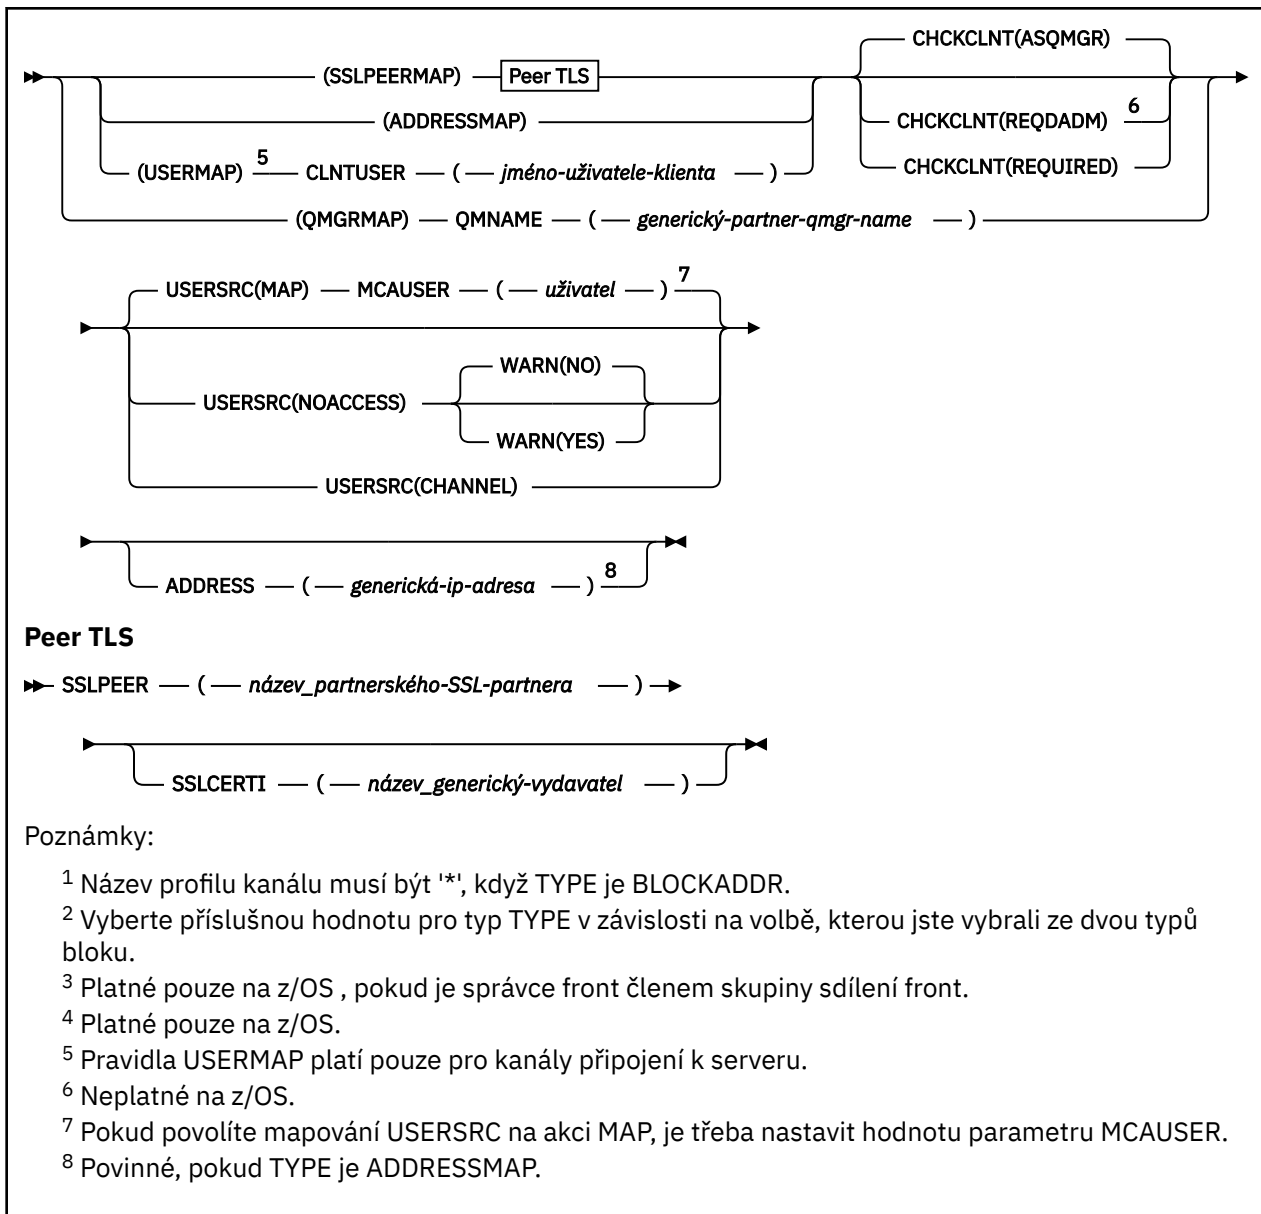 CHCKCLNT(ASQMGR)
(SSLPEERMAP) Peer TLS
(ADDRESSMAP) CHCKCLNT(REQDADM) 6
(USERMAP) 5 CLNTUSER ( jméno-uživatele-klienta ) CHCKCLNT(REQUIRED)
(QMGRMAP) QMNAME ( generický-partner-qmgr-name )
USERSRC(MAP) MCAUSER ( uživatel ) 7
WARN(NO)
USERSRC(NOACCESS)
WARN(YES)
USERSRC(CHANNEL)
ADDRESS ( generická-ip-adresa ) 8
Peer TLS
SSLPEER ( název_partnerského-SSL-partnera )
SSLCERTI ( název_generický-vydavatel )
Poznámky:
1 Název profilu kanálu musí být '*', když TYPE je BLOCKADDR.
2 Vyberte příslušnou hodnotu pro typ TYPE v závislosti na volbě, kterou jste vybrali ze dvou typů
bloku.
3 Platné pouze na z/OS , pokud je správce front členem skupiny sdílení front.
4 Platné pouze na z/OS.
5 Pravidla USERMAP platí pouze pro kanály připojení k serveru.
6 Neplatné na z/OS.
7 Pokud povolíte mapování USERSRC na akci MAP, je třeba nastavit hodnotu parametru MCAUSER.
8 Povinné, pokud TYPE je ADDRESSMAP.